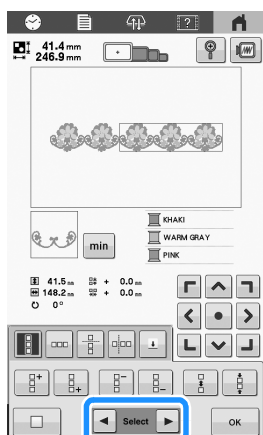 ?
41.4 mm
246.9 mm
KHAKI
WARM GRAY
PINK
min
41.5 mm + 0.0 mm
148.2 mm + 0.0 mm
0°
Select
OK